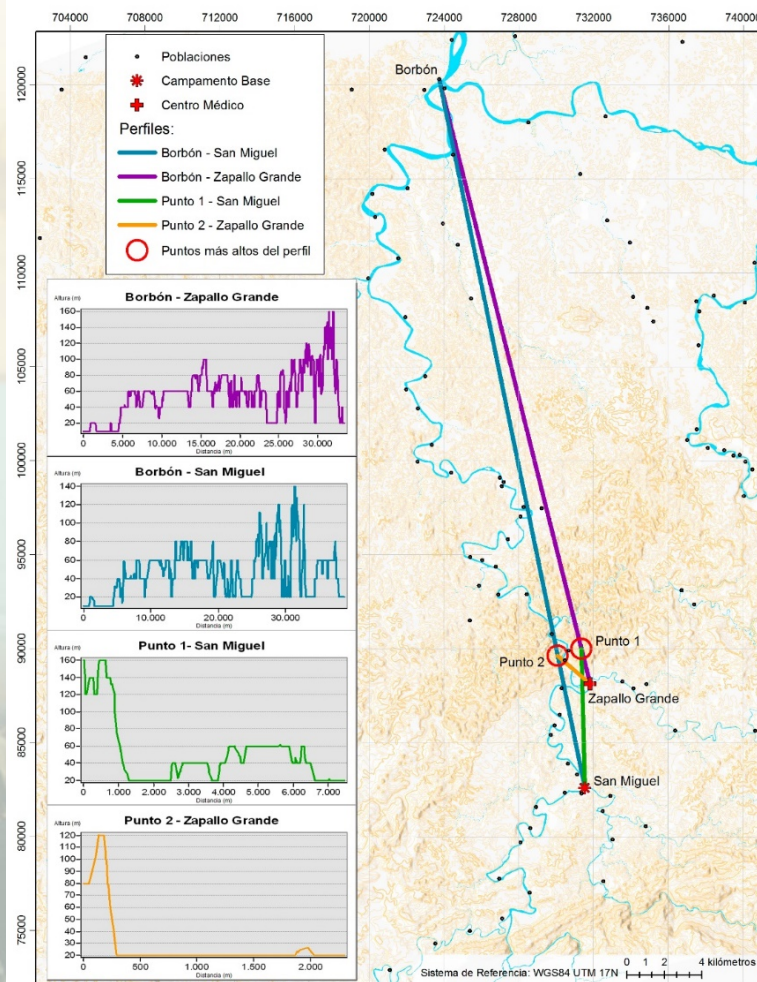 704000 708000 712000 716000 720000 724000 728000 732000 736000 740000
120000
115000
110000
105000
100000
95000
90000
85000
80000
75000
Poblaciones
Campamento Base
Centro Médico
Perfiles:
Borbón - San Miguel
Borbón - Zapallo Grande
Punto 1 - San Miguel
Punto 2 - Zapallo Grande
Puntos más altos del perfil
Borbón
Punto 1
Punto 2
Zapallo Grande
San Miguel
Borbón - Zapallo Grande
Altura (m)
160
140
120
100
80
60
40
20
0 5.000 10.000 15.000 20.000 25.000 30.000
Distancia (m)
Borbón - San Miguel
Altura (m)
140
120
100
80
60
40
20
0 10.000 20.000 30.000
Distancia (m)
Punto 1- San Miguel
Altura (m)
160
140
120
100
80
60
40
20
0 1.000 2.000 3.000 4.000 5.000 6.000 7.000
Distancia (m)
Punto 2 - Zapallo Grande
Altura (m)
120
110
100
90
80
70
60
50
40
30
20
0 500 1.000 1.500 2.000
Distancia (m)
Sistema de Referencia: WGS84 UTM 17N
0 1 2 4 kilómetros